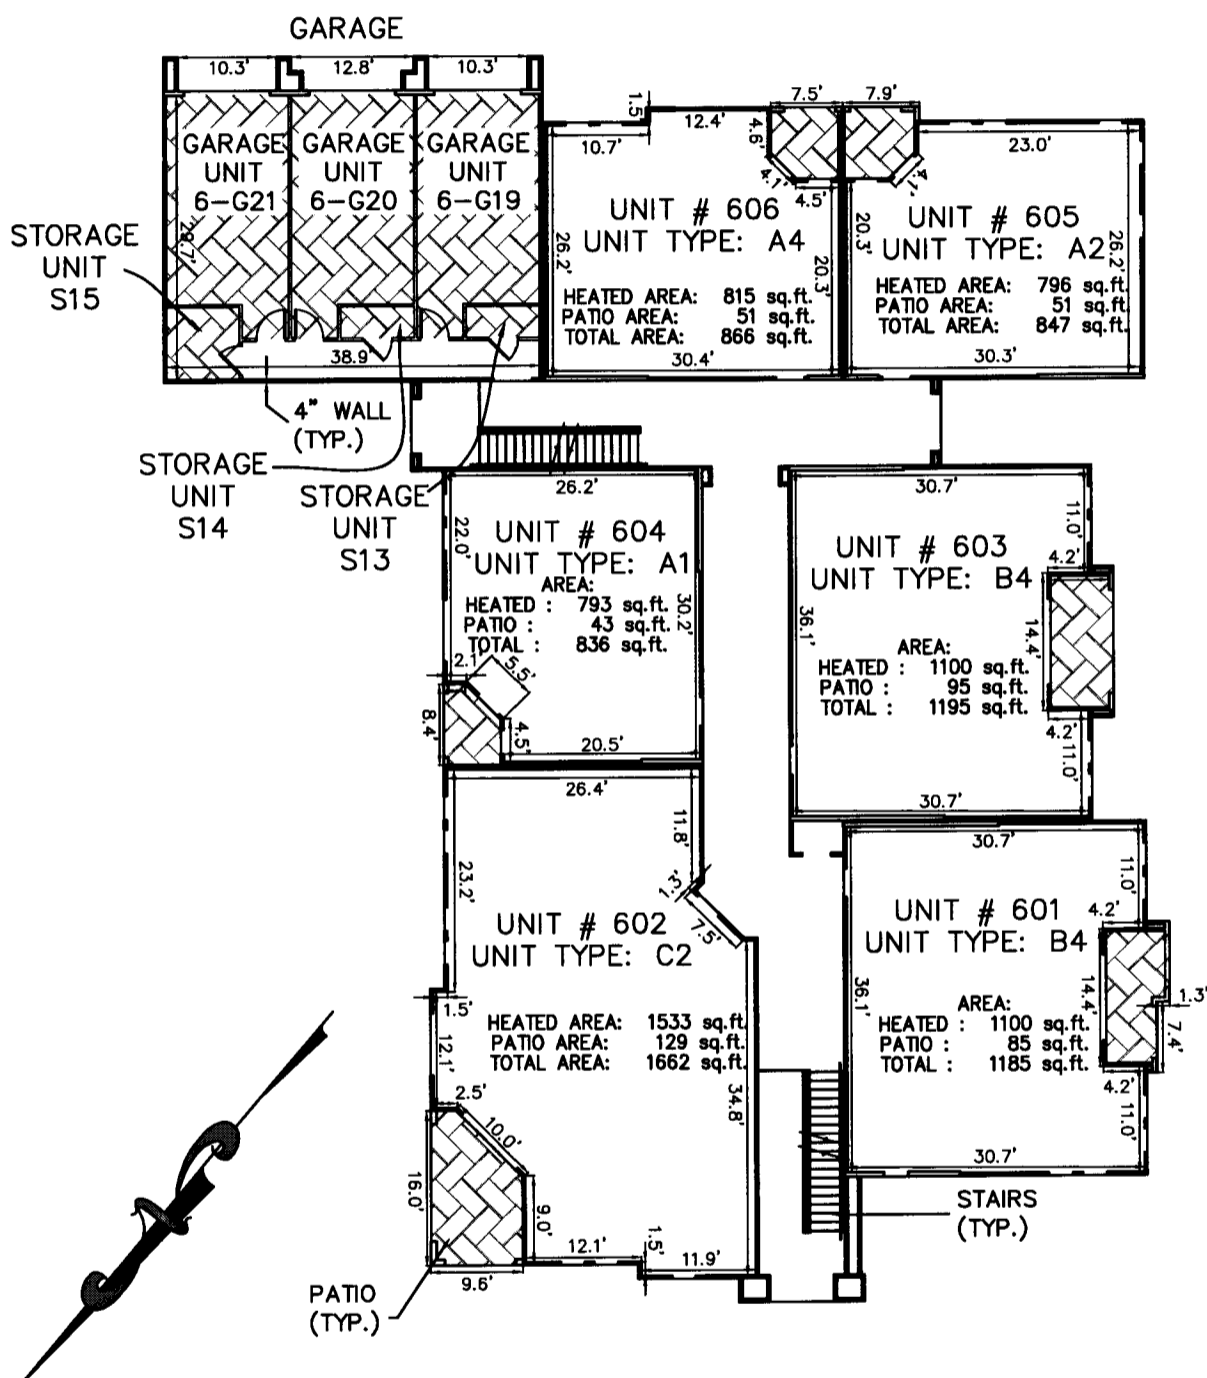 GARAGE
10.3'
12.8'
10.3'
GARAGE
UNIT
6-G21
GARAGE
UNIT
6-G20
GARAGE
UNIT
6-G19
29.7'
STORAGE
UNIT
S15
38.9'
4" WALL
(TYP.)
STORAGE
UNIT
S14
STORAGE
UNIT
S13
1.5'
10.7'
12.4'
4.6'
7.5'
4.1'
4.5'
26.2'
20.3'
UNIT # 606
UNIT TYPE: A4
HEATED AREA: 815 sq.ft.
PATIO AREA: 51 sq.ft.
TOTAL AREA: 866 sq.ft.
30.4'
7.9'
4.1'
23.0'
20.3'
26.2'
UNIT # 605
UNIT TYPE: A2
HEATED AREA: 796 sq.ft.
PATIO AREA: 51 sq.ft.
TOTAL AREA: 847 sq.ft.
30.3'
26.2'
22.0'
UNIT # 604
UNIT TYPE: A1
AREA:
HEATED : 793 sq.ft.
PATIO : 43 sq.ft.
TOTAL : 836 sq.ft.
30.2'
2.1'
5.5'
8.4'
4.5'
20.5'
30.7'
11.0'
UNIT # 603
UNIT TYPE: B4
4.2'
36.1'
14.4'
AREA:
HEATED : 1100 sq.ft.
PATIO : 95 sq.ft.
TOTAL : 1195 sq.ft.
4.2'
11.0'
30.7'
26.4'
11.8'
23.2'
1.3'
7.5'
UNIT # 602
UNIT TYPE: C2
1.5'
HEATED AREA: 1533 sq.ft.
PATIO AREA: 129 sq.ft.
TOTAL AREA: 1662 sq.ft.
12.1'
2.5'
10.0'
34.8'
16.0'
9.0'
12.1'
1.5'
11.9'
9.6'
PATIO
(TYP.)
30.7'
11.0'
UNIT # 601
UNIT TYPE: B4
4.2'
36.1'
14.4'
1.3'
7.4'
AREA:
HEATED : 1100 sq.ft.
PATIO : 85 sq.ft.
TOTAL : 1185 sq.ft.
4.2'
11.0'
30.7'
STAIRS
(TYP.)